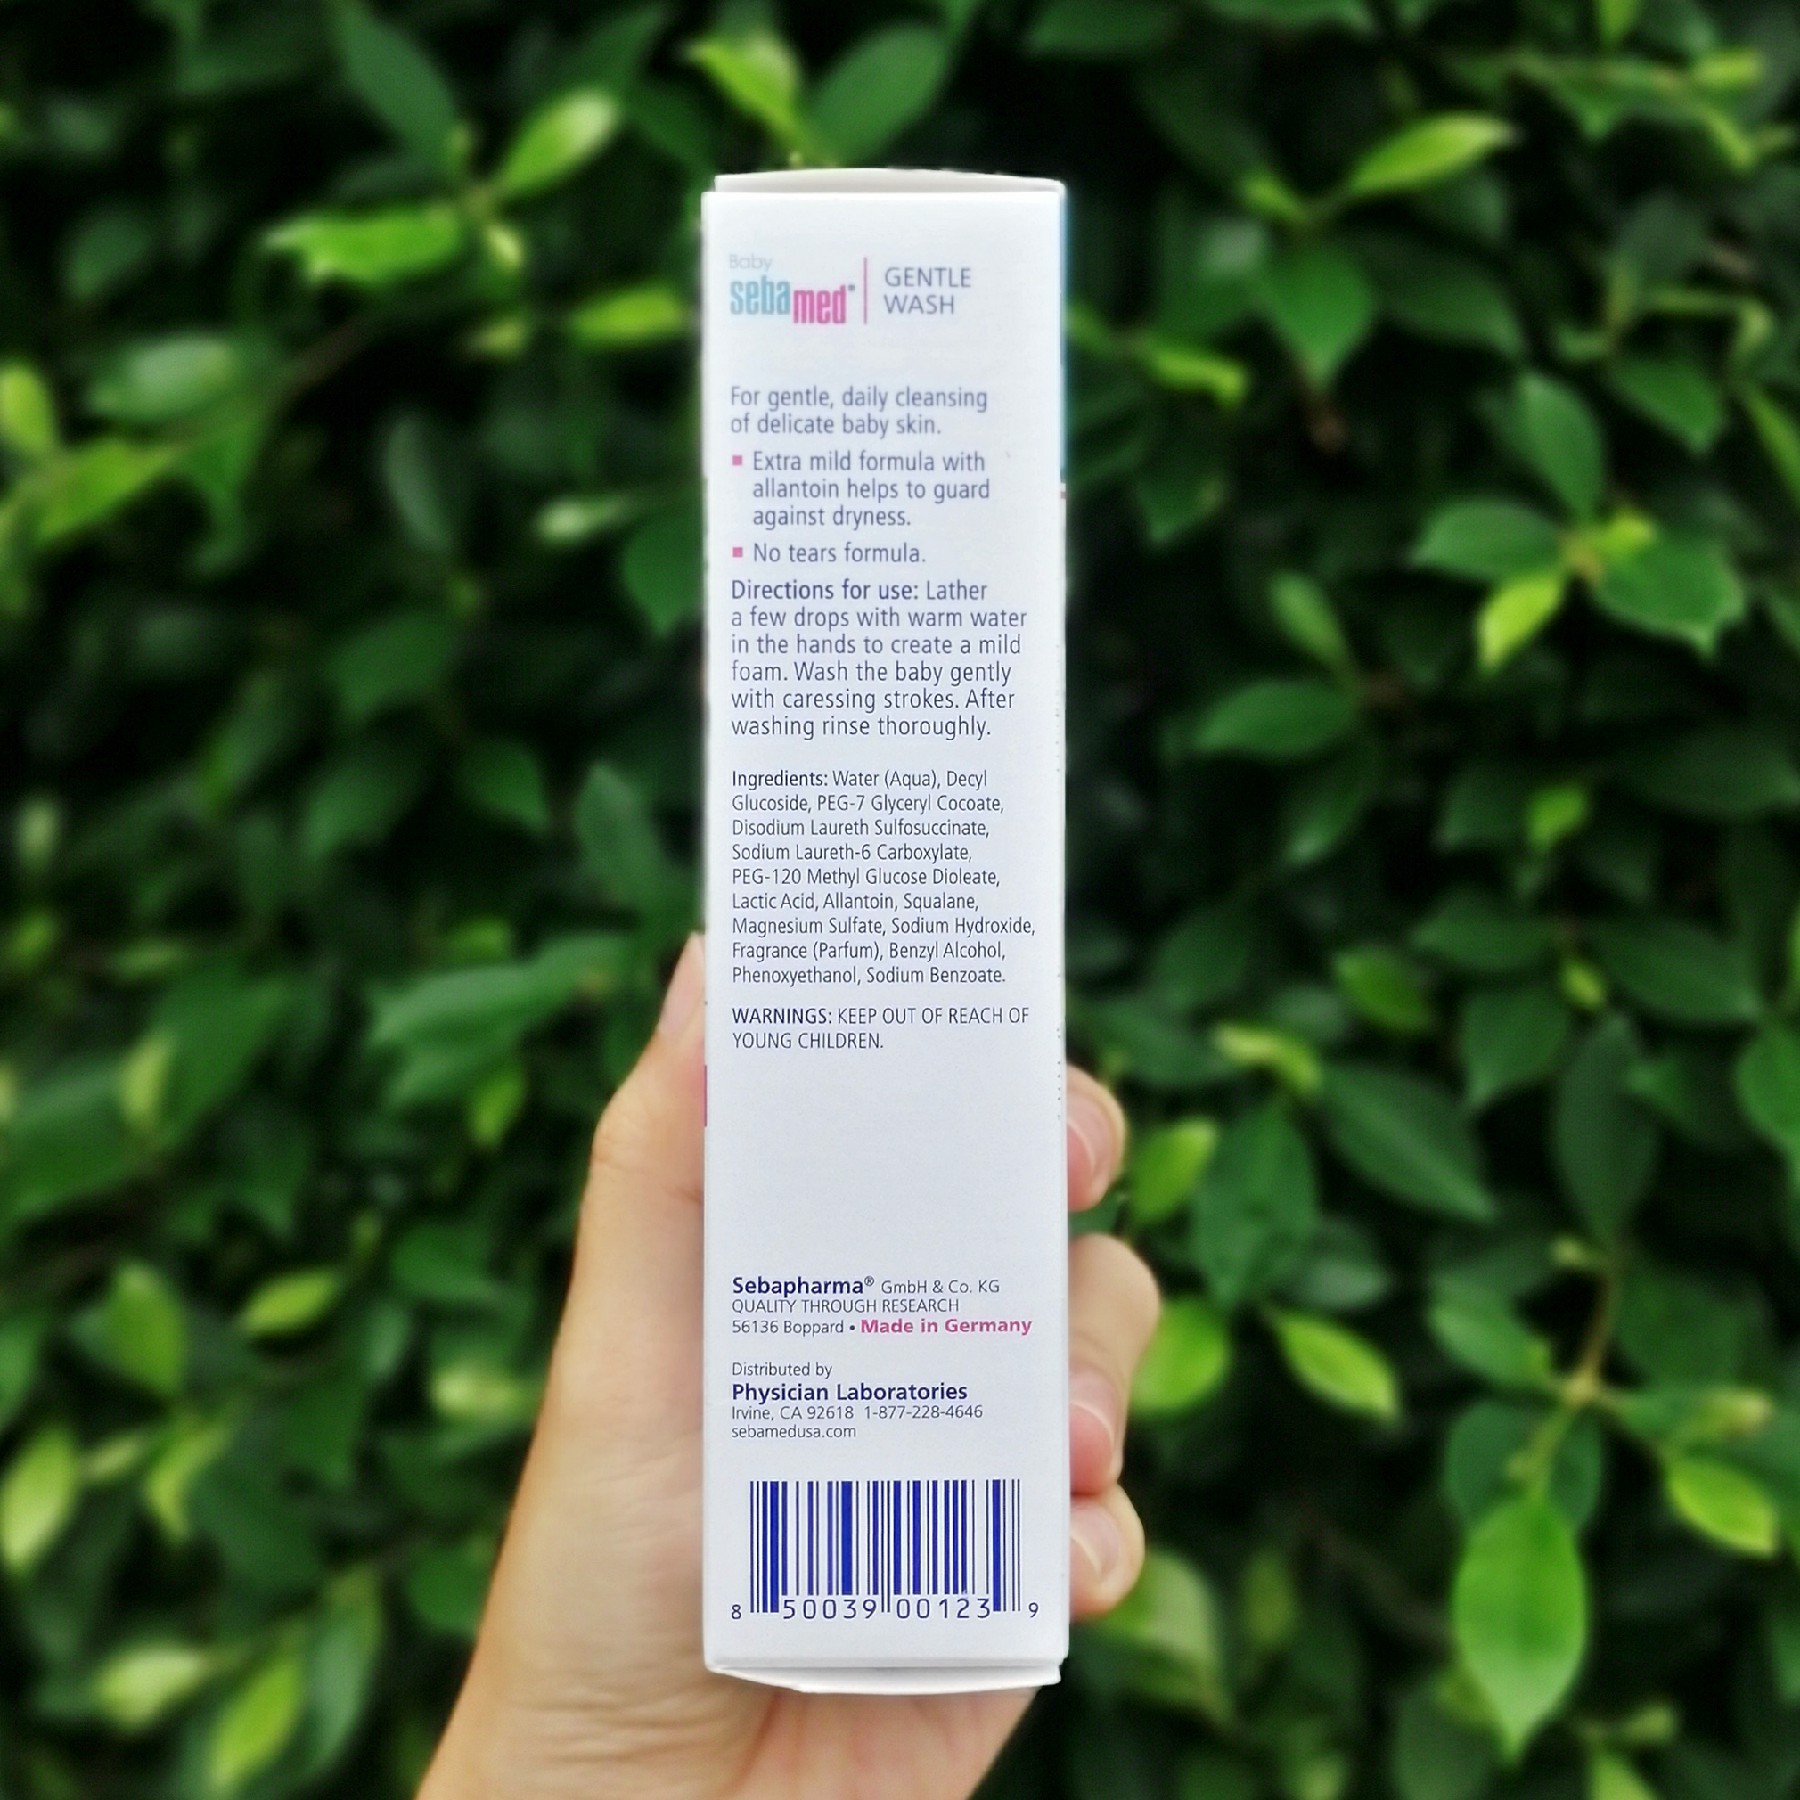 Baby
sebamed®
GENTLE
WASH
For gentle, daily cleansing
of delicate baby skin.
▪ Extra mild formula with
allantoin helps to guard
against dryness.
▪ No tears formula.
Directions for use: Lather
a few drops with warm water
in the hands to create a mild
foam. Wash the baby gently
with caressing strokes. After
washing rinse thoroughly.
Ingredients: Water (Aqua), Decyl
Glucoside, PEG-7 Glyceryl Cocoate,
Disodium Laureth Sulfosuccinate,
Sodium Laureth-6 Carboxylate,
PEG-120 Methyl Glucose Dioleate,
Lactic Acid, Allantoin, Squalane,
Magnesium Sulfate, Sodium Hydroxide,
Fragrance (Parfum), Benzyl Alcohol,
Phenoxyethanol, Sodium Benzoate.
WARNINGS: KEEP OUT OF REACH OF
YOUNG CHILDREN.
Sebapharma® GmbH & Co. KG
QUALITY THROUGH RESEARCH
56136 Boppard • Made in Germany
Distributed by
Physician Laboratories
Irvine, CA 92618 1-877-228-4646
sebamedusa.com
8 50039 00123 9